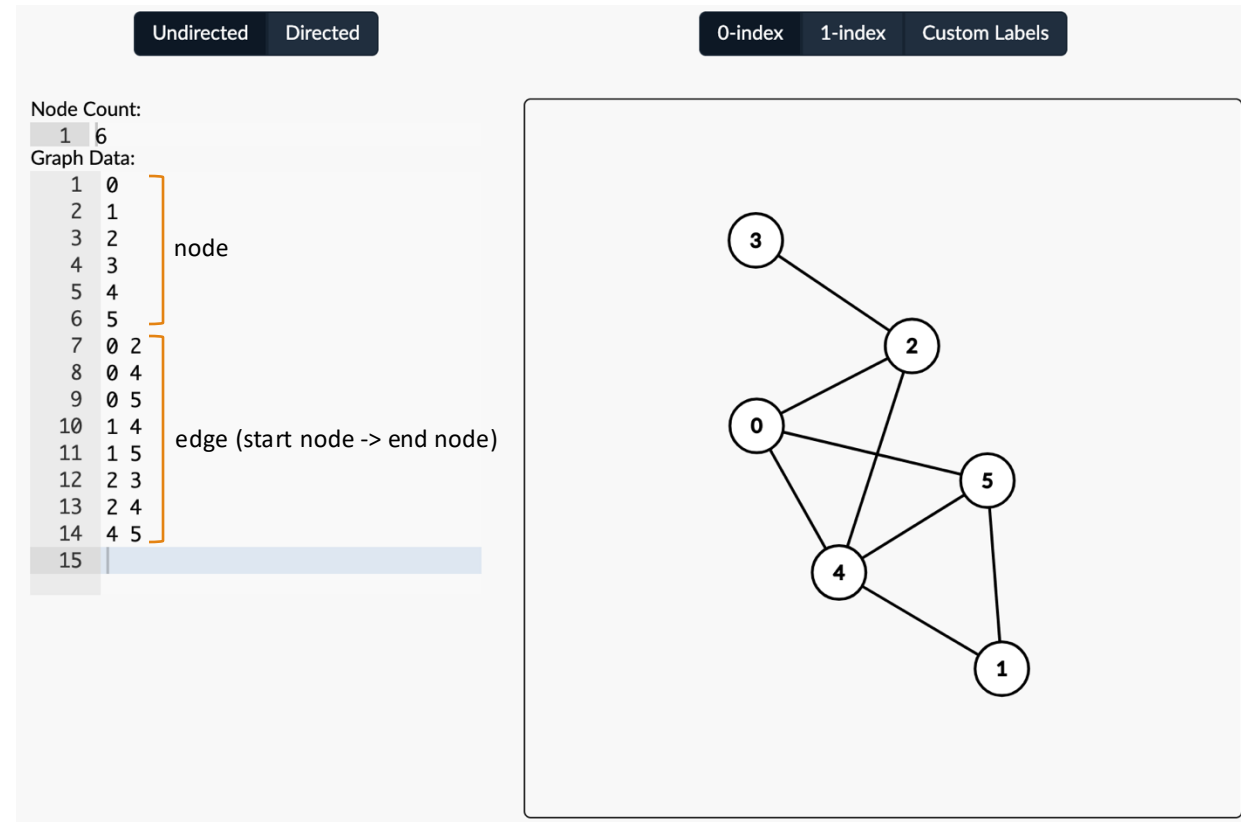 Undirected Directed
0-index 1-index Custom Labels
Node Count:
1 6
Graph Data:
1 0
2 1
3 2
4 3
5 4
6 5
node
7 0 2
8 0 4
9 0 5
10 1 4
11 1 5
12 2 3
13 2 4
14 4 5
15
edge (start node -> end node)
3
2
0
5
4
1